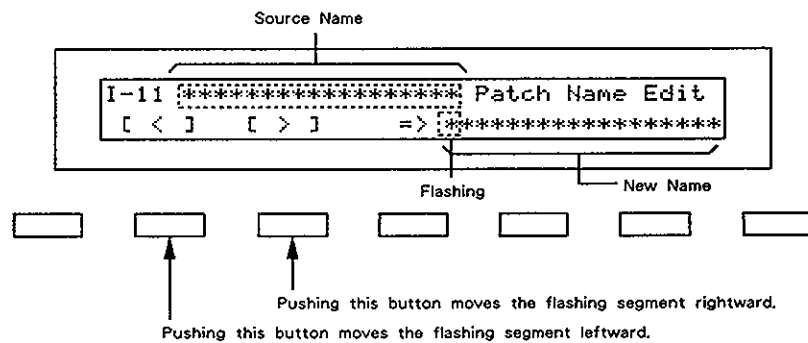 Source Name
I-11 ****************** Patch Name Edit
[ < ] [ > ] => ******************
Flashing
New Name
Pushing this button moves the flashing segment rightward.
Pushing this button moves the flashing segment leftward.